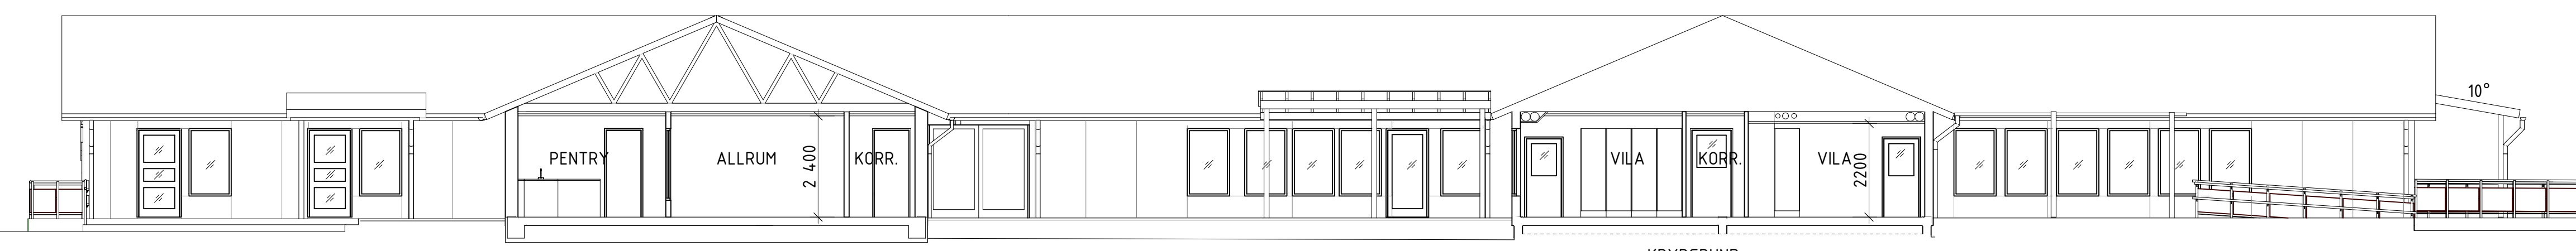 10°
PENTRY
ALLRUM
2 400
KORR.
VILA
KORR.
VILA
2200